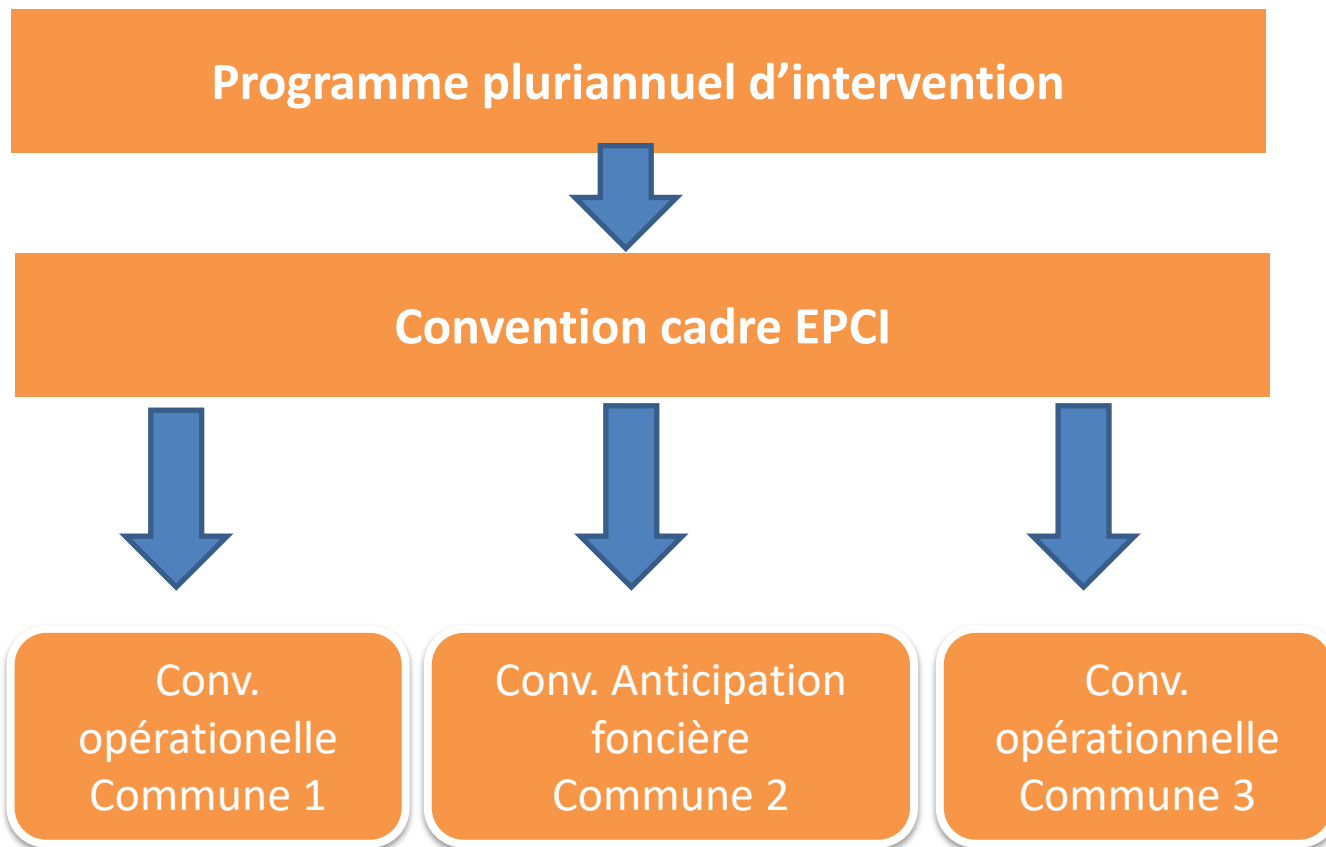 Programme pluriannuel d’intervention
Convention cadre EPCI
Conv.
opérationelle
Commune 1
Conv. Anticipation
foncière
Commune 2
Conv.
opérationnelle
Commune 3